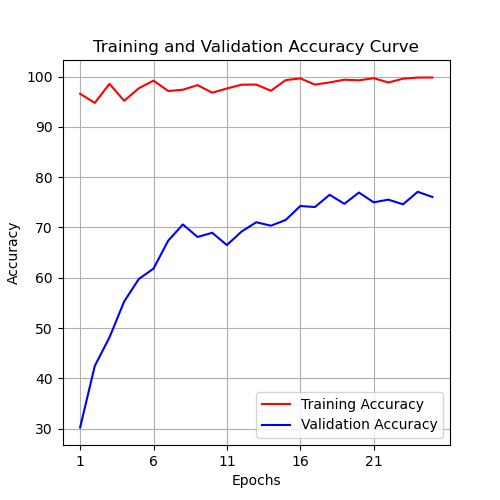 Training and Validation Accuracy Curve
100
90
80
70
60
50
40
30
Accuracy
Training Accuracy
Validation Accuracy
1 6 11 16 21
Epochs